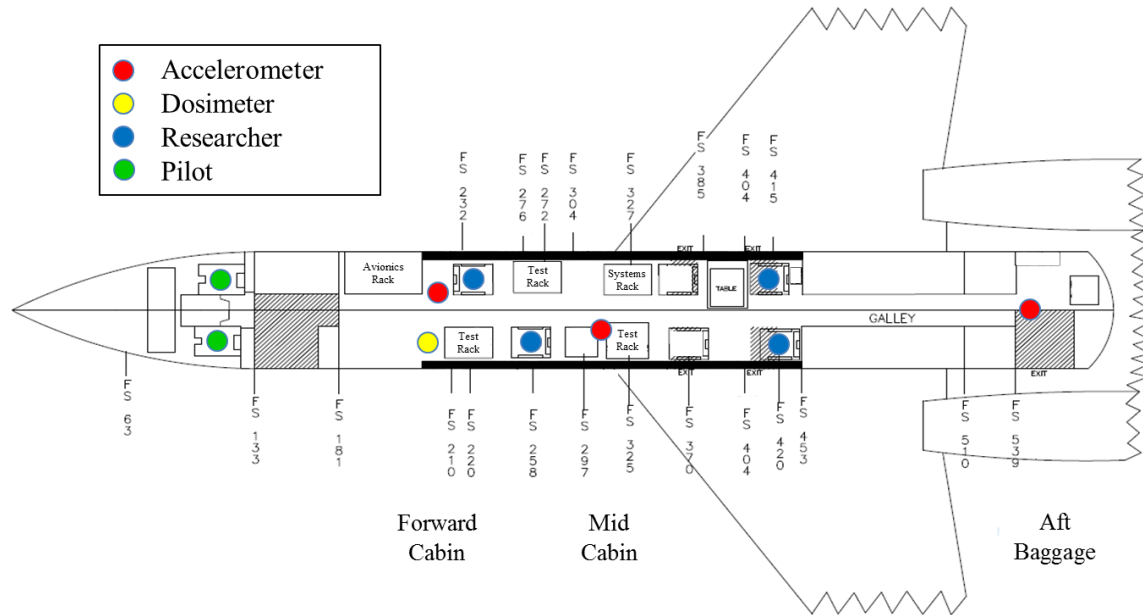 Accelerometer
Dosimeter
Researcher
Pilot
FS 232
FS 276
FS 272
FS 304
FS 327
FS 385
FS 404
FS 415
EXIT
EXIT
Avionics
Rack
Test
Rack
Systems
Rack
TABLE
GALLEY
Test
Rack
Test
Rack
EXIT
EXIT
EXIT
FS 63
FS 133
FS 181
FS 210
FS 220
FS 258
FS 297
FS 325
FS 370
FS 404
FS 420
FS 453
FS 510
FS 539
Forward
Cabin
Mid
Cabin
Aft
Baggage